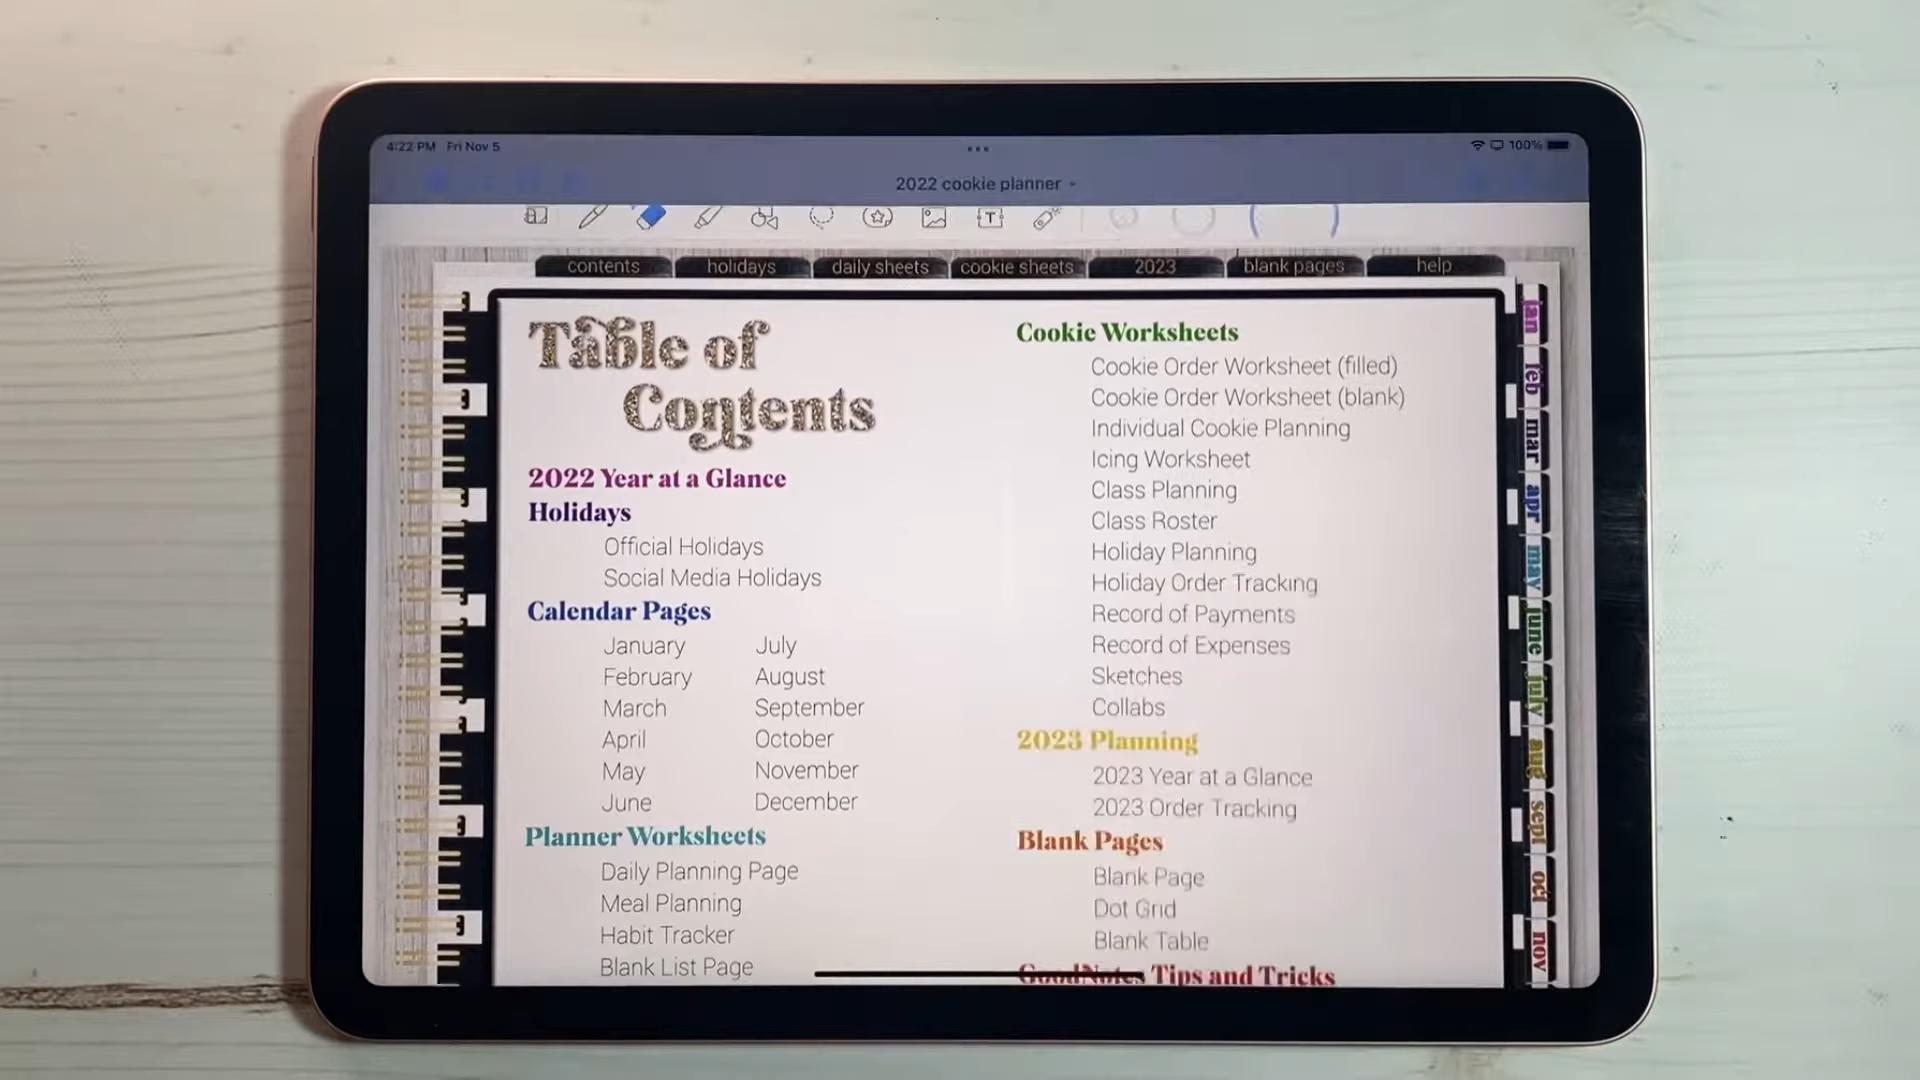 4:22 PM Fri Nov 5
100%
2022 cookie planner
contents holidays daily sheets cookie sheets 2023 blank pages help
Table of
Contents
2022 Year at a Glance
Holidays
Official Holidays
Social Media Holidays
Calendar Pages
January July
February August
March September
April October
May November
June December
Planner Worksheets
Daily Planning Page
Meal Planning
Habit Tracker
Blank List Page
Cookie Worksheets
Cookie Order Worksheet (filled)
Cookie Order Worksheet (blank)
Individual Cookie Planning
Icing Worksheet
Class Planning
Class Roster
Holiday Planning
Holiday Order Tracking
Record of Payments
Record of Expenses
Sketches
Collabs
2023 Planning
2023 Year at a Glance
2023 Order Tracking
Blank Pages
Blank Page
Dot Grid
Blank Table
GoodNotes Tips and Tricks
jan
feb
mar
apr
may
june
july
aug
sept
oct
nov